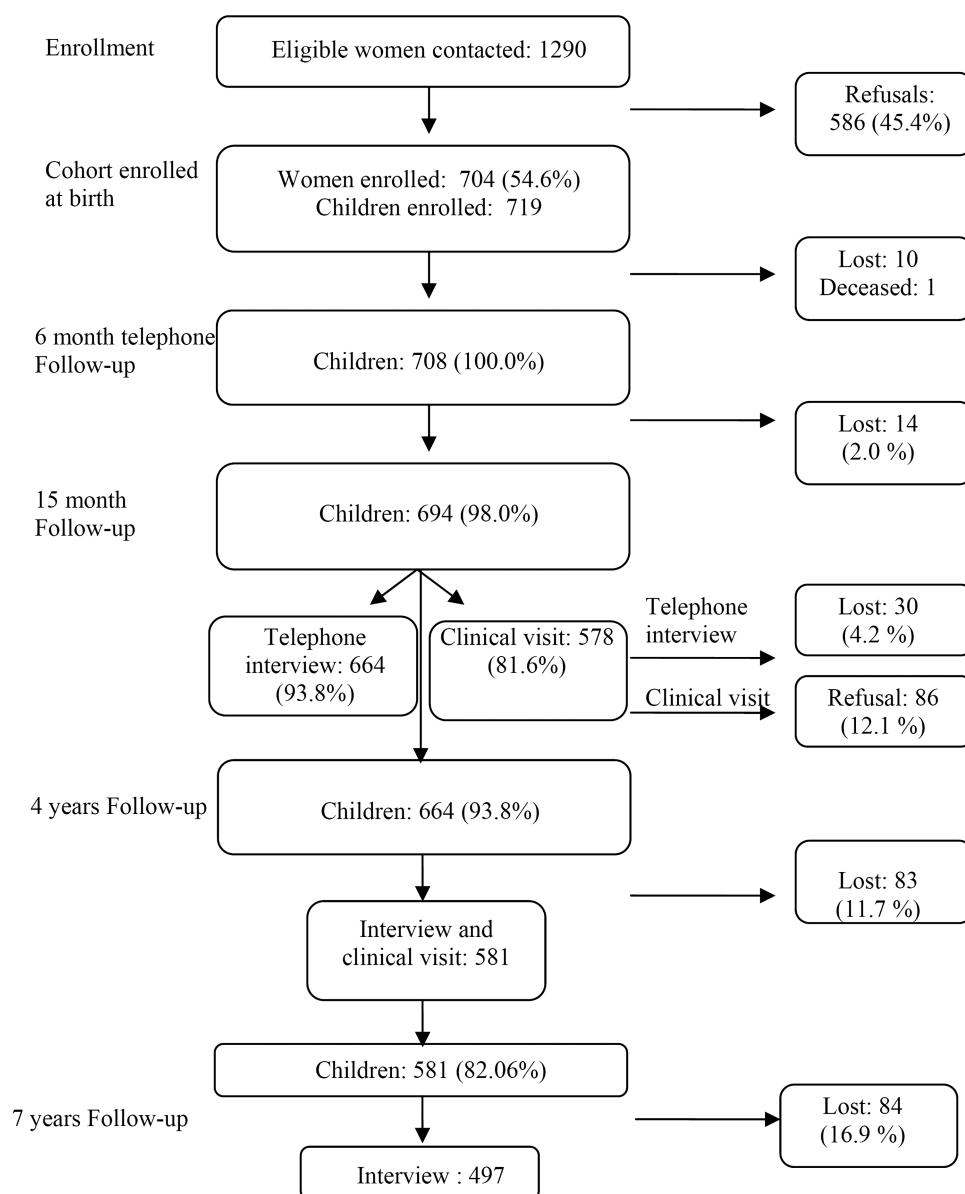 Enrollment
Eligible women contacted: 1290
Refusals:
586 (45.4%)
Cohort enrolled
at birth
Women enrolled:  704 (54.6%)
Children enrolled:  719
Lost: 10
Deceased: 1
6 month telephone
Follow-up
Children: 708 (100.0%)
Lost: 14
(2.0 %)
15 month
Follow-up
Children: 694 (98.0%)
Telephone
interview: 664
(93.8%)
Clinical visit: 578
(81.6%)
Telephone
interview
Lost: 30
(4.2 %)
Clinical visit
Refusal: 86
(12.1 %)
4 years Follow-up
Children: 664 (93.8%)
Lost: 83
(11.7 %)
Interview and
clinical visit: 581
Children: 581 (82.06%)
7 years Follow-up
Lost: 84
(16.9 %)
Interview : 497